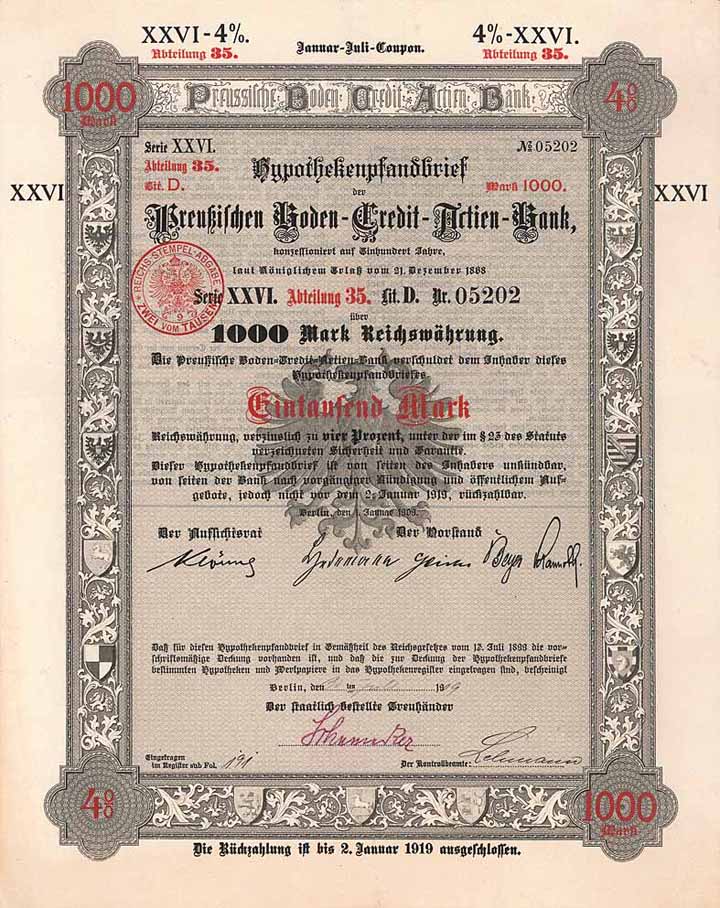 XXVI-4%.
Abteilung 35.
Januar-Juli-Coupon.
4%-XXVI.
Abteilung 35.
1000
Mark
Preussische Boden Credit Actien Bank
4%
Serie XXVI.
Abteilung 35.
Lit. D.
№ 05202
Mark 1000.
XXVI
XXVI
Hypothekenpfandbrief
der
Preußischen Boden-Credit-Actien-Bank,
konzessioniert auf Einhundert Jahre,
laut Königlichem Erlaß vom 21. Dezember 1868
REICHS-STEMPEL-ABGABE
ZWEI VOM TAUSEND
Serie XXVI. Abteilung 35. Lit. D. Nr. 05202
über
1000 Mark Reichswährung.
Die Preußische Boden-Credit-Actien-Bank verschuldet dem Inhaber dieses
Hypothekenpfandbriefes
Eintausend Mark
Reichswährung, verzinslich zu vier Prozent, unter der im § 25 des Statuts
verzeichneten Sicherheit und Garantie.
Dieser Hypothekenpfandbrief ist von seiten des Inhabers unkündbar,
von seiten der Bank nach vorgängiger Kündigung und öffentlichem Auf-
gebote, jedoch nicht vor dem 2. Januar 1919, rückzahlbar.
Berlin, den 1. Januar 1909.
Der Aufsichtsrat
Der Vorstand
Daß für diesen Hypothekenpfandbrief in Gemäßheit des Reichsgesetzes vom 13. Juli 1899 die vor-
schriftsmäßige Deckung vorhanden ist, und daß die zur Deckung der Hypothekenpfandbriefe
bestimmten Hypotheken und Wertpapiere in das Hypothekenregister eingetragen sind, bescheinigt
Berlin, den
Der staatlich bestellte Treuhänder
Eingetragen
im Register sub Fol. 191
Der Kontrollbeamte: Lehmann
4%
1000
Mark
Die Rückzahlung ist bis 2. Januar 1919 ausgeschlossen.